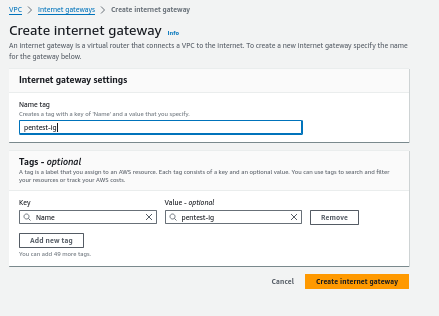 VPC > Internet gateways > Create internet gateway
Create internet gateway Info
An internet gateway is a virtual router that connects a VPC to the internet. To create a new internet gateway specify the name
for the gateway below.
Internet gateway settings
Name tag
Creates a tag with a key of 'Name' and a value that you specify.
pentest-ig
Tags - optional
A tag is a label that you assign to an AWS resource. Each tag consists of a key and an optional value. You can use tags to search and filter
your resources or track your AWS costs.
Key Value - optional
Name pentest-ig Remove
Add new tag
You can add 49 more tags.
Cancel Create internet gateway